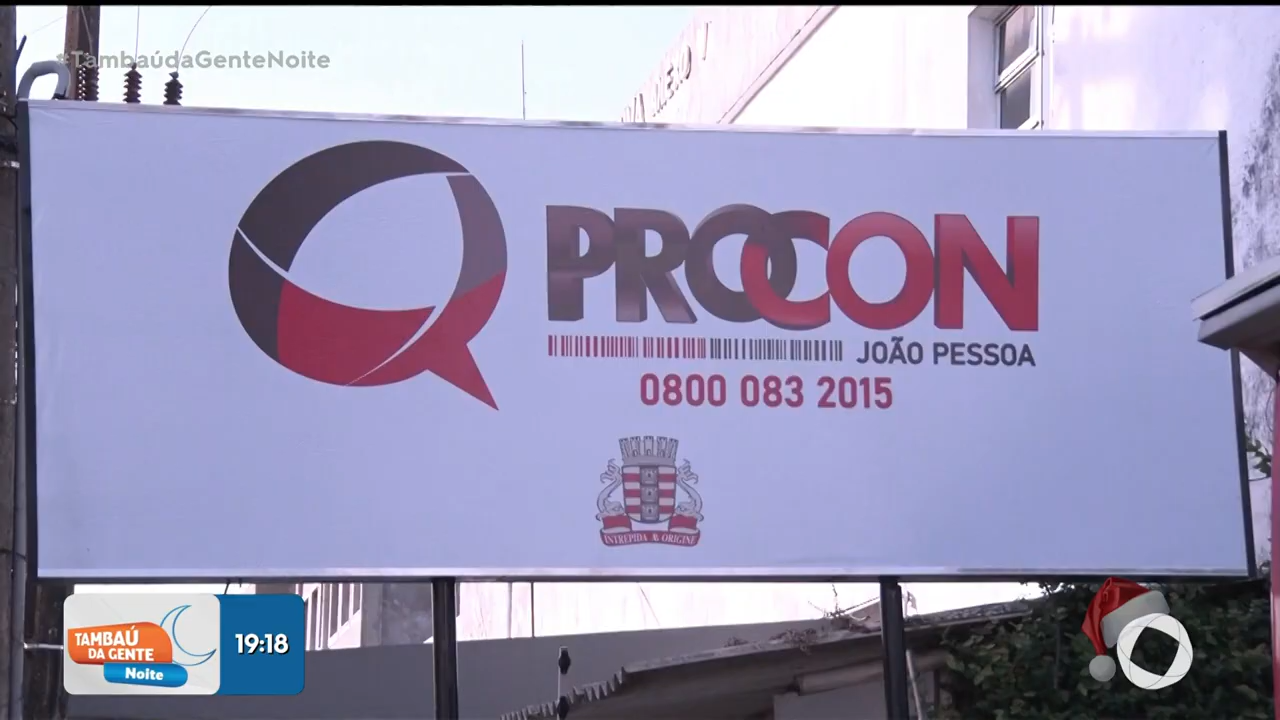 #TambaúdaGenteNoite
PROCON
JOÃO PESSOA
0800 083 2015
INTREPIDA AB ORIGINE
TAMBAÚ
DA GENTE
Noite
19:18